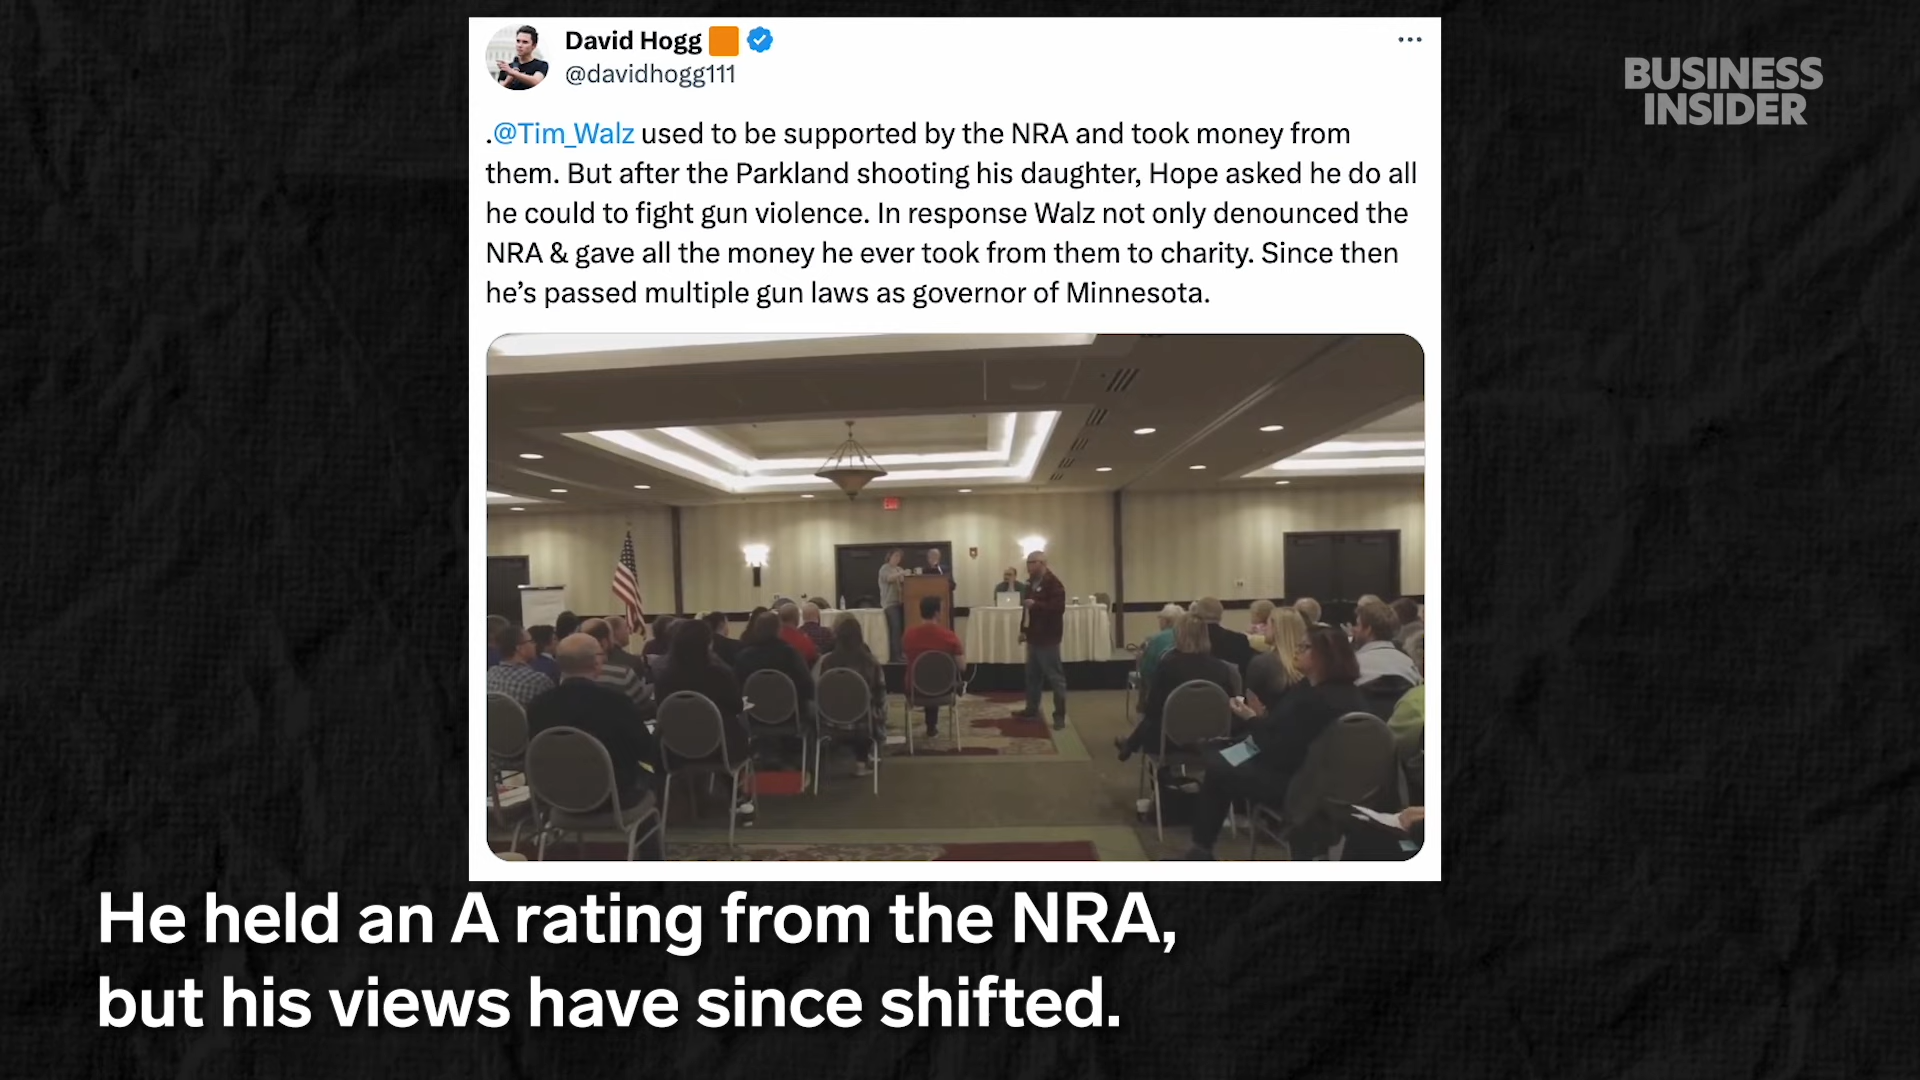 David Hogg
@davidhogg111
BUSINESS
INSIDER
.@Tim_Walz used to be supported by the NRA and took money from
them. But after the Parkland shooting his daughter, Hope asked he do all
he could to fight gun violence. In response Walz not only denounced the
NRA & gave all the money he ever took from them to charity. Since then
he’s passed multiple gun laws as governor of Minnesota.
EXIT
He held an A rating from the NRA,
but his views have since shifted.